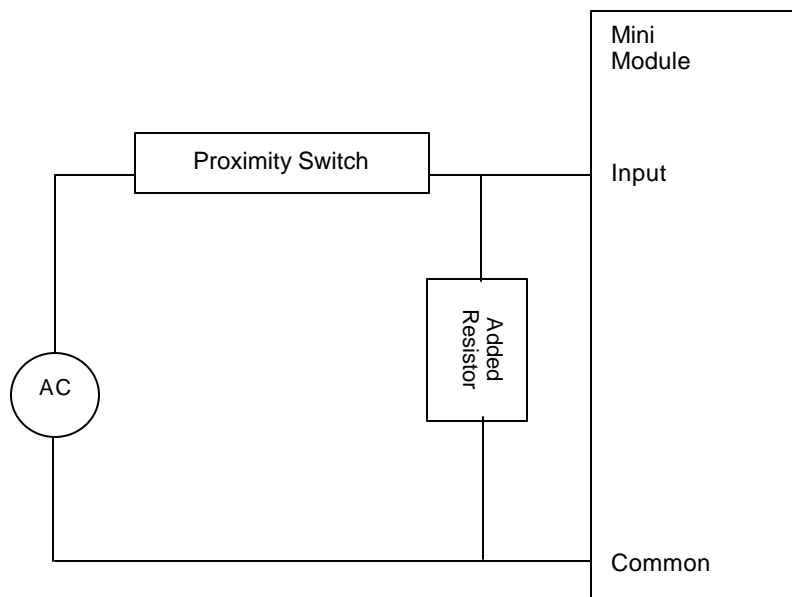 Mini
Module
Proximity Switch
Input
Added
Resistor
AC
Common